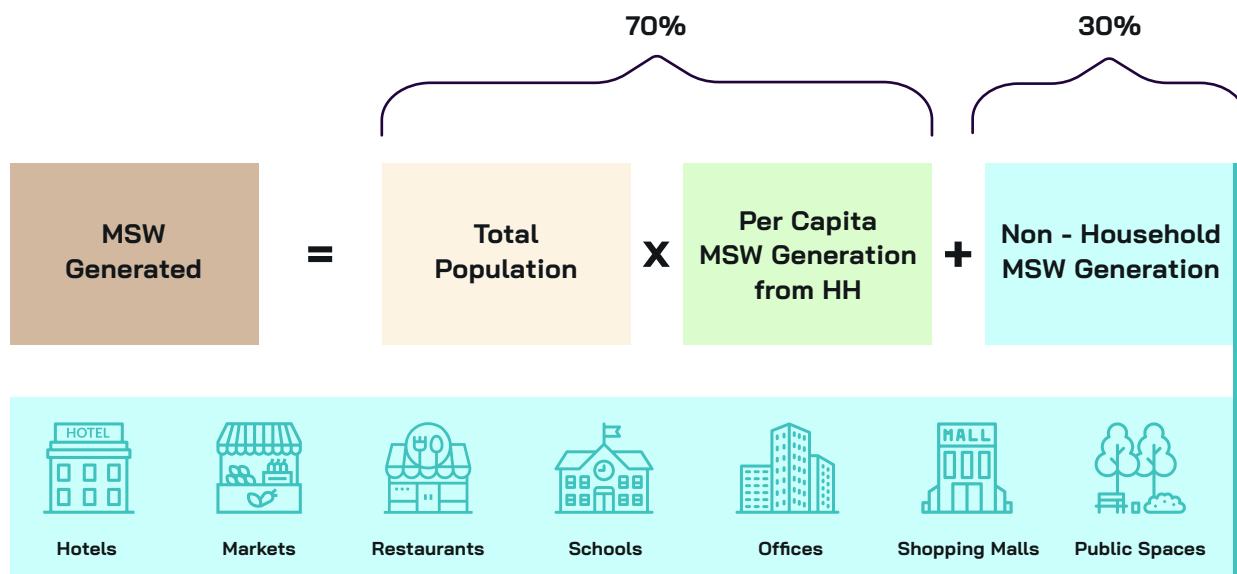 70%
30%
MSW
Generated
=
Total
Population
x
Per Capita
MSW Generation
from HH
+
Non - Household
MSW Generation
HOTEL
MALL
Hotels
Markets
Restaurants
Schools
Offices
Shopping Malls
Public Spaces